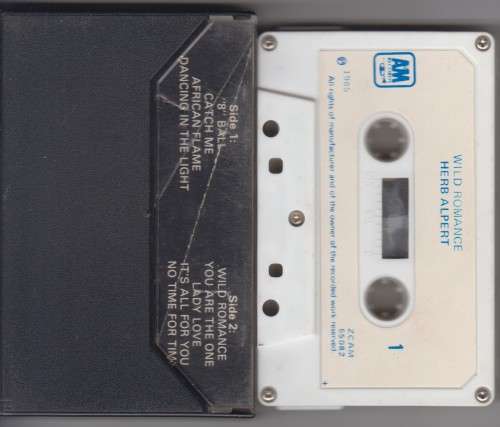 Side 1:
"8" BALL
CATCH ME
AFRICAN FLAME
DANCING IN THE LIGHT
Side 2:
WILD ROMANCE
YOU ARE THE ONE
LADY LOVE
IT'S ALL FOR YOU
NO TIME FOR TIM
WILD ROMANCE
HERB ALPERT
1
AM
RECORDS
℗ 1985
All rights of manufacturer and of the owner of the recorded work reserved.
ZCAM
65082